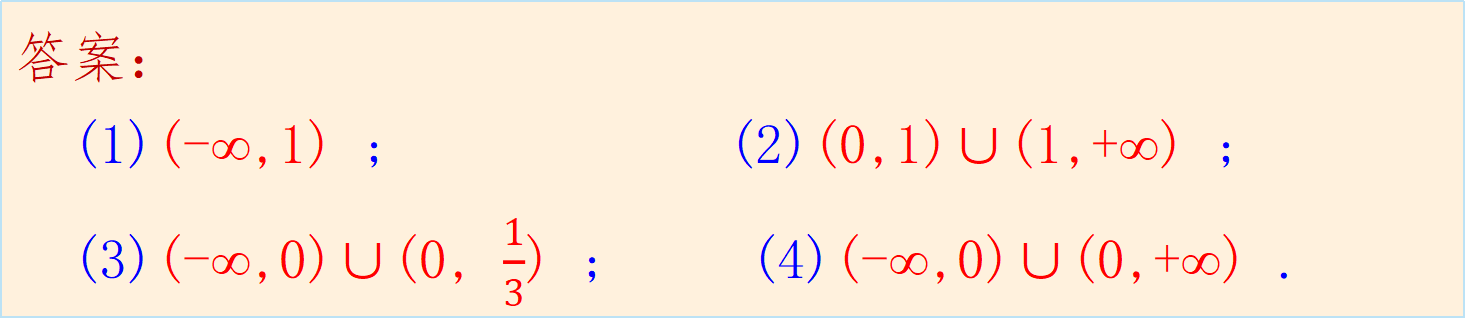 答案：
(1)(-∞,1) ； (2)(0,1)∪(1,+∞) ；
(3)(-∞,0)∪(0, 1/3) ； (4)(-∞,0)∪(0,+∞) ．